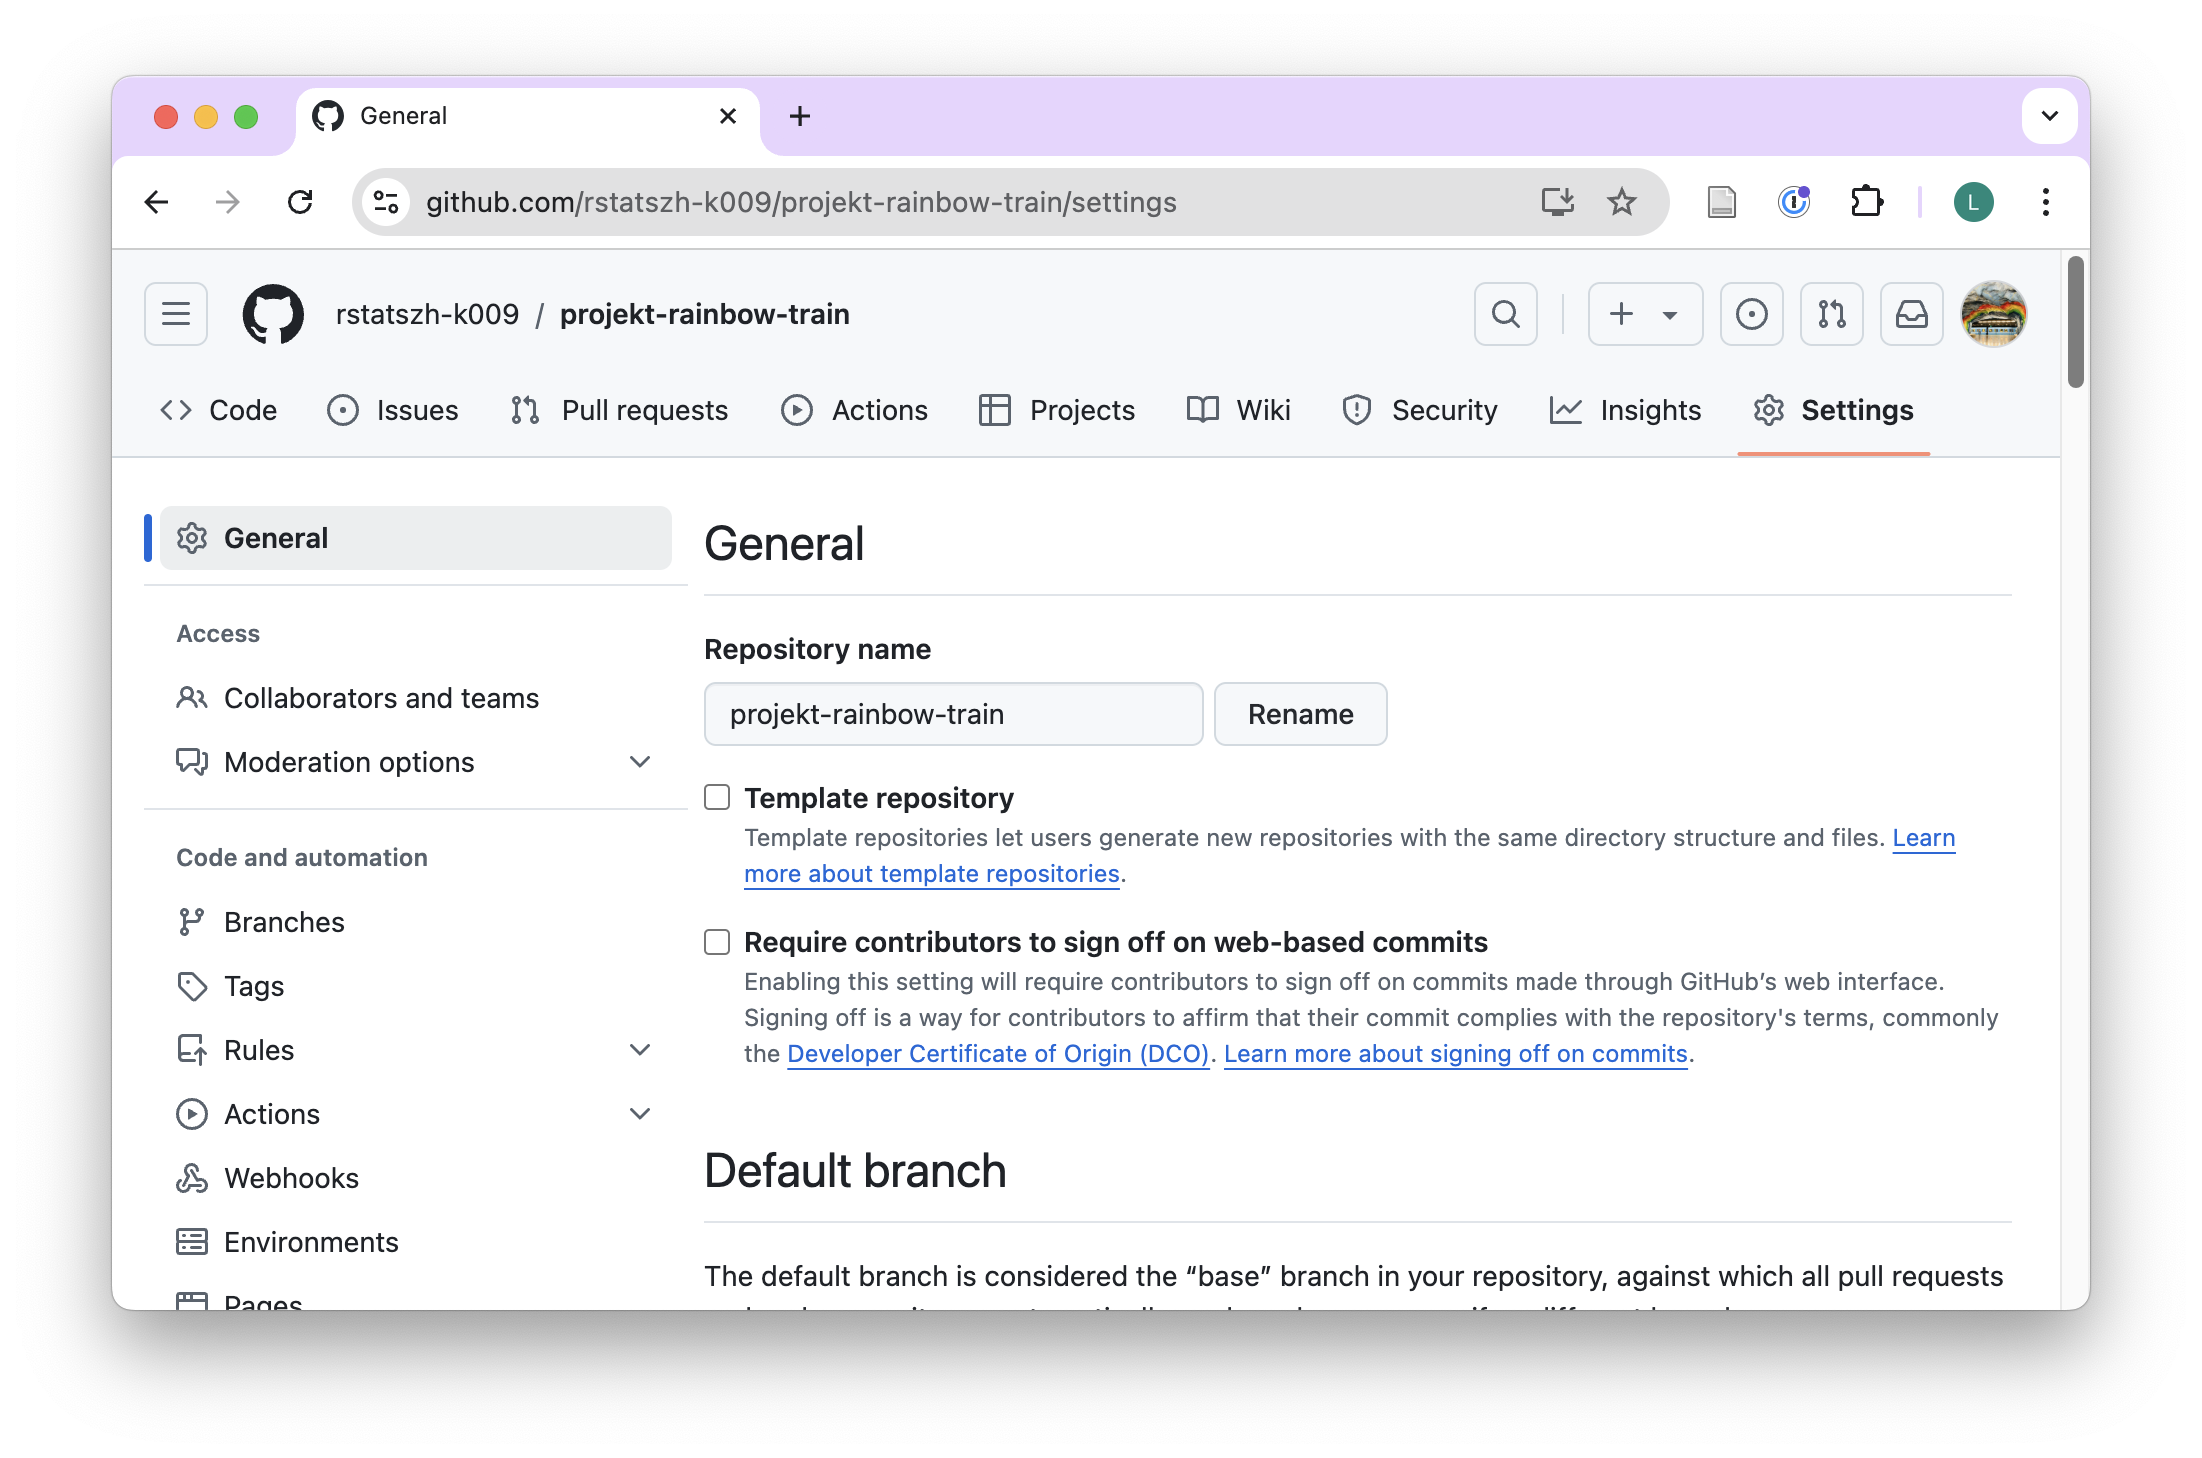 General
github.com/rstatszh-k009/projekt-rainbow-train/settings
L
rstatszh-k009 / projekt-rainbow-train
Code
Issues
Pull requests
Actions
Projects
Wiki
Security
Insights
Settings
General
Access
Collaborators and teams
Moderation options
Code and automation
Branches
Tags
Rules
Actions
Webhooks
Environments
Pages
General
Repository name
projekt-rainbow-train
Rename
Template repository
Template repositories let users generate new repositories with the same directory structure and files. Learn
more about template repositories.
Require contributors to sign off on web-based commits
Enabling this setting will require contributors to sign off on commits made through GitHub’s web interface.
Signing off is a way for contributors to affirm that their commit complies with the repository's terms, commonly
the Developer Certificate of Origin (DCO). Learn more about signing off on commits.
Default branch
The default branch is considered the “base” branch in your repository, against which all pull requests